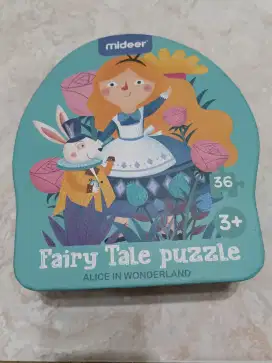 mideer
36
3+
Fairy Tale puzzle
ALICE IN WONDERLAND